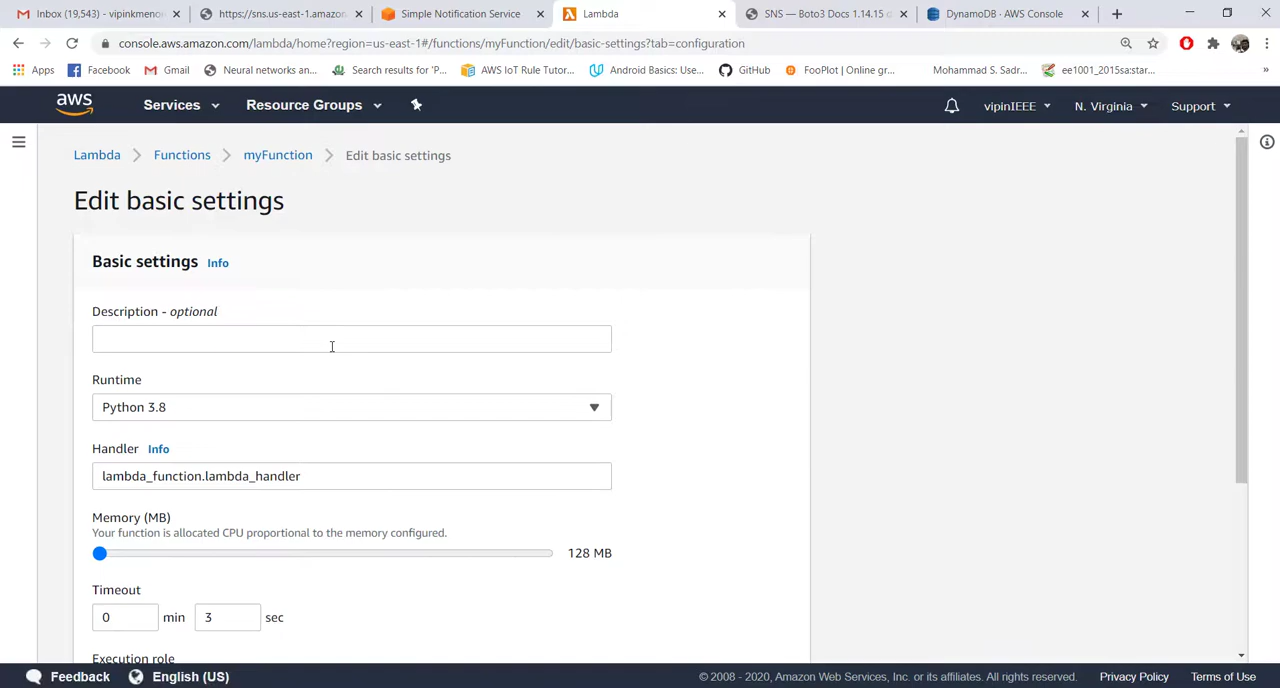 Inbox (19,543) - vipinkmenon
https://sns.us-east-1.amazon
Simple Notification Service
Lambda
SNS — Boto3 Docs 1.14.15 d
DynamoDB · AWS Console
console.aws.amazon.com/lambda/home?region=us-east-1#/functions/myFunction/edit/basic-settings?tab=configuration
Apps
Facebook
Gmail
Neural networks an...
Search results for 'P...
AWS IoT Rule Tutor...
Android Basics: Use...
GitHub
FooPlot | Online gr...
Mohammad S. Sadr...
ee1001_2015sa:star...
aws
Services
Resource Groups
vipinIEEE
N. Virginia
Support
Lambda
Functions
myFunction
Edit basic settings
Edit basic settings
Basic settings Info
Description - optional
Runtime
Python 3.8
Handler Info
lambda_function.lambda_handler
Memory (MB)
Your function is allocated CPU proportional to the memory configured.
128 MB
Timeout
0 min 3 sec
Execution role
Feedback
English (US)
© 2008 - 2020, Amazon Web Services, Inc. or its affiliates. All rights reserved.
Privacy Policy
Terms of Use